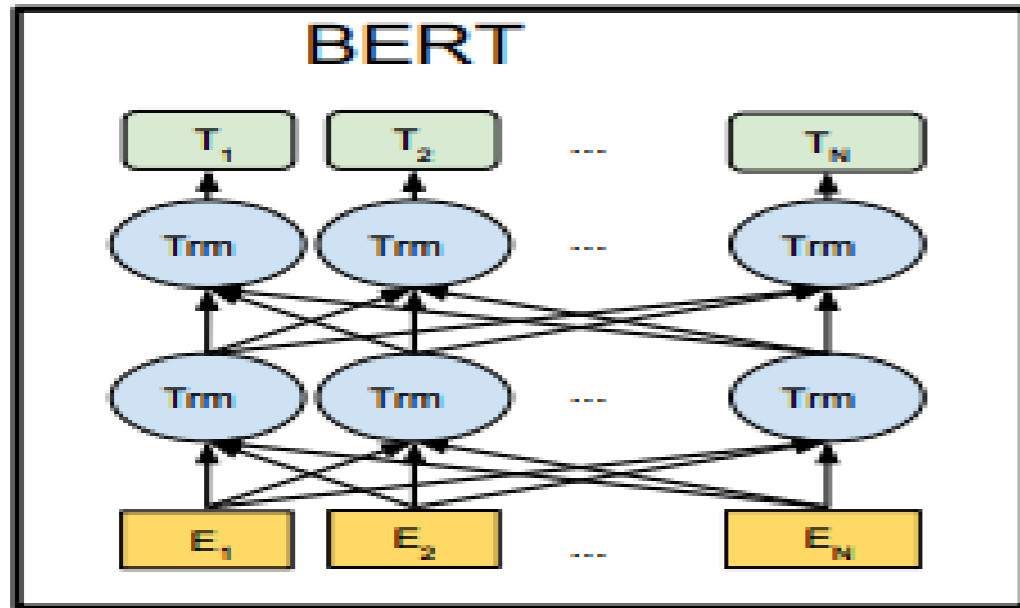 BERT
T1 T2 ... TN
Trm Trm ... Trm
Trm Trm ... Trm
E1 E2 ... EN